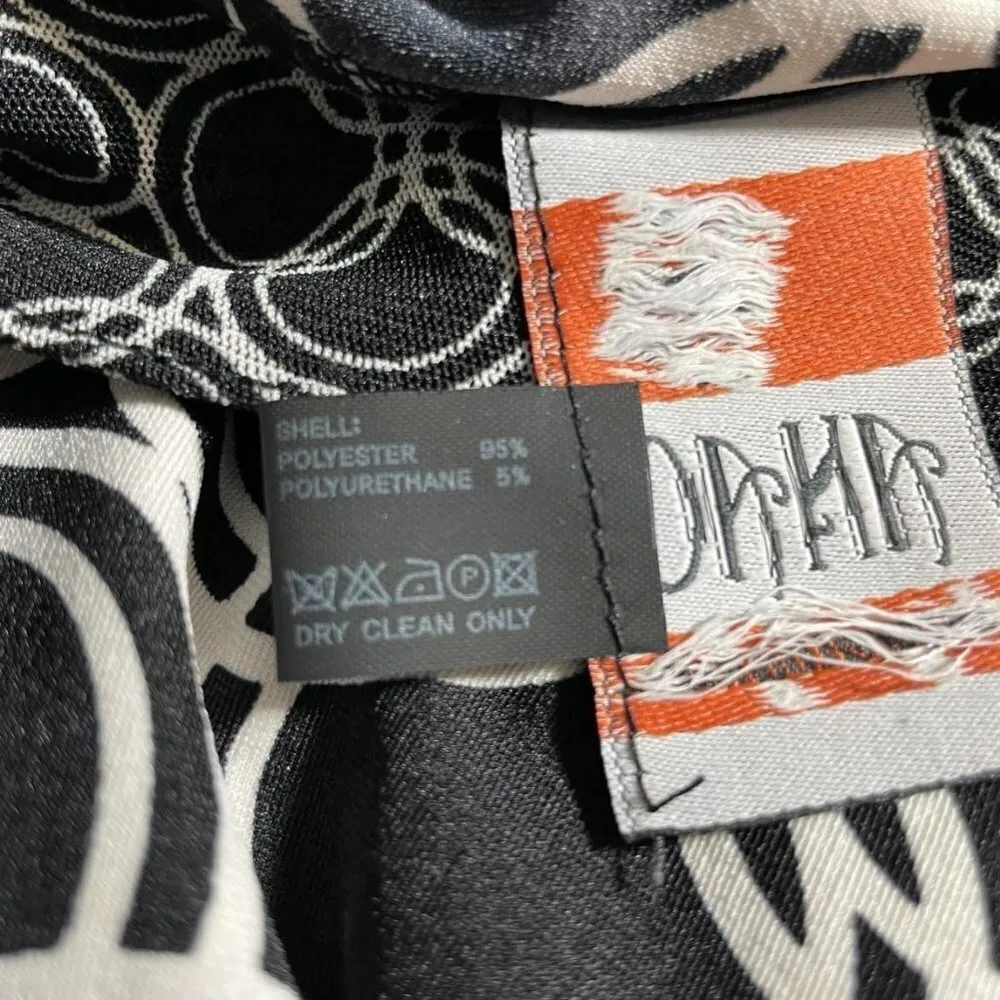 SHELL:
POLYESTER 95%
POLYURETHANE 5%
P
DRY CLEAN ONLY